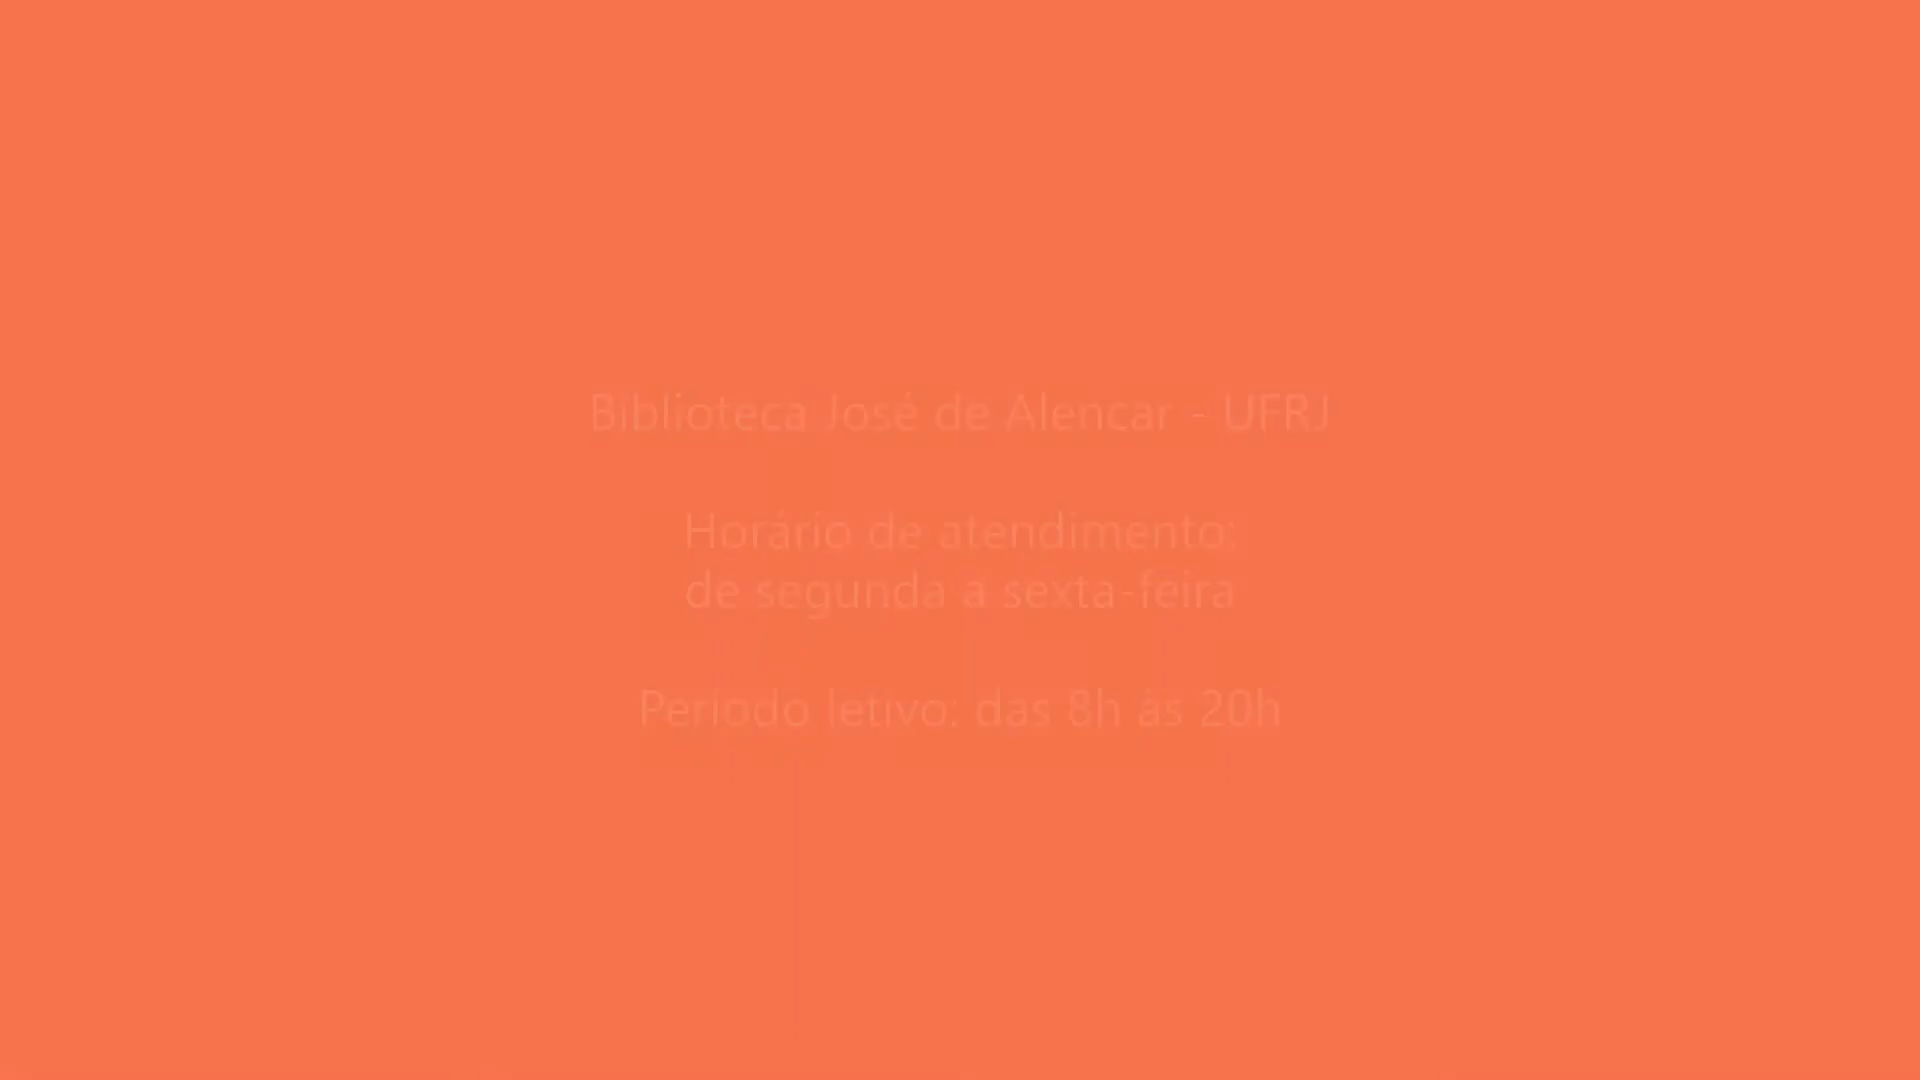 Biblioteca José de Alencar - UFRJ
Horário de atendimento:
de segunda a sexta-feira
Período letivo: das 8h às 20h